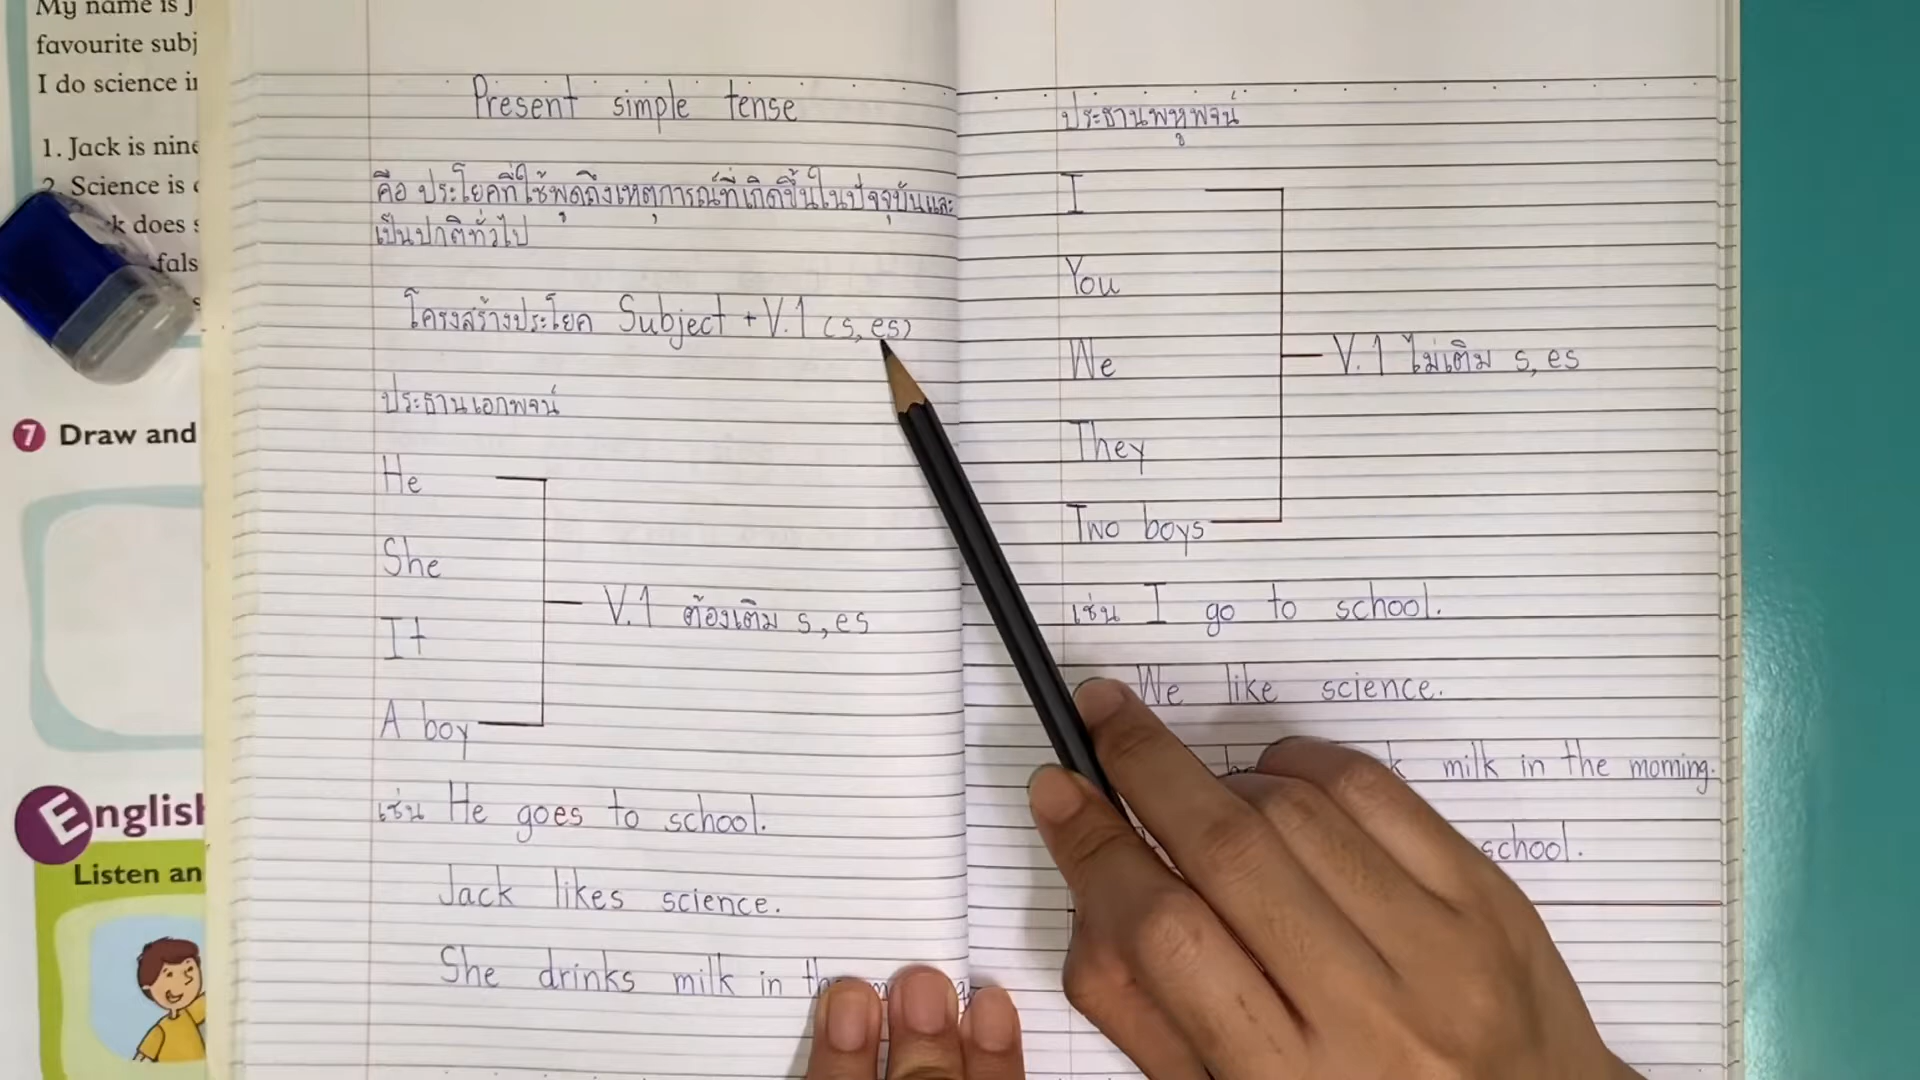 My name is J
favourite subj
I do science in
1. Jack is nine
2. Science is
k does s
fals
7 Draw and
English
Listen an
Present simple tense
คือ ประโยคที่ใช้พูดถึงเหตุการณ์ที่เกิดขึ้นในปัจจุบันและ
เป็นปกติทั่วไป
โครงสร้างประโยค Subject + V.1 (s, es)
ประธานเอกพจน์
He
She
It
A boy
V.1 ต้องเติม s, es
เช่น He goes to school.
Jack likes science.
She drinks milk in
ประธานพหูพจน์
I
You
We
They
Two boys
V.1 ไม่เติม s, es
เช่น I go to school.
We like science.
k milk in the morning.
school.